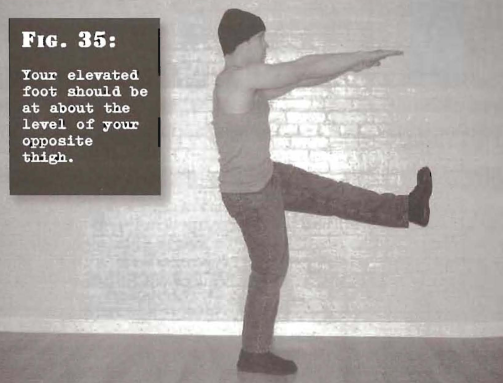 FIG. 35:
Your elevated
foot should be
at about the
level of your
opposite
thigh.